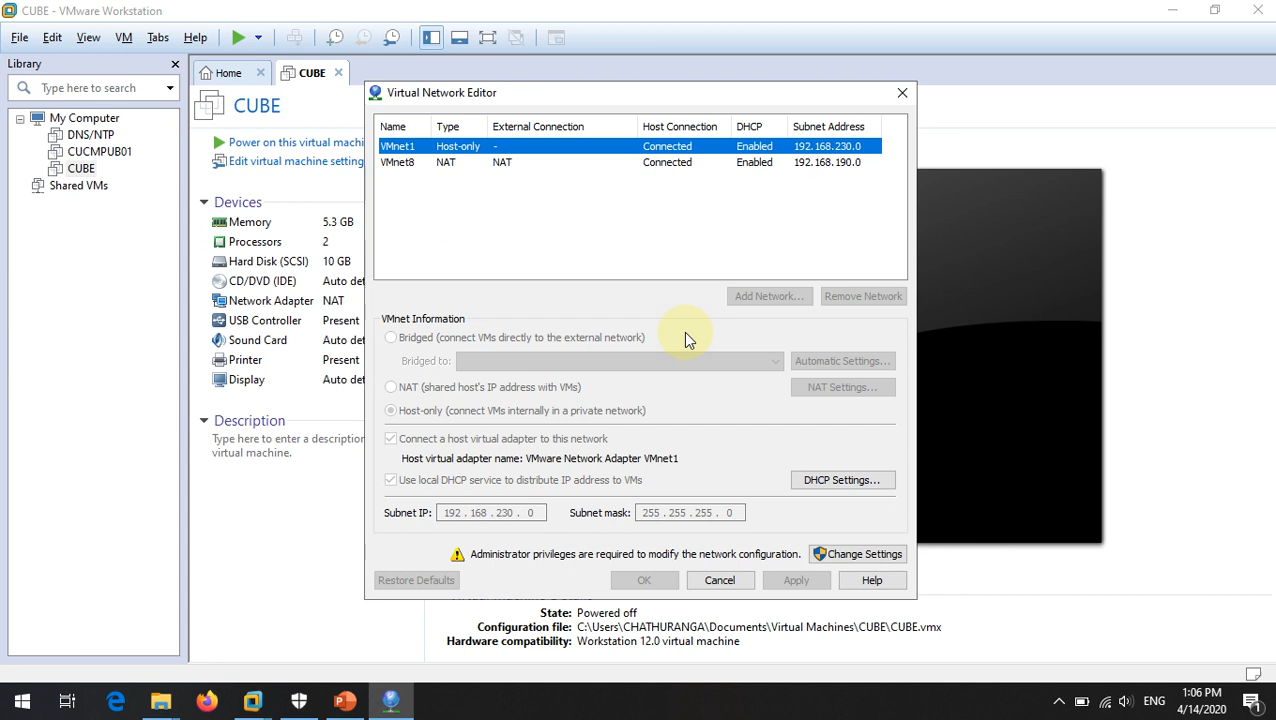 CUBE - VMware Workstation
File Edit View VM Tabs Help
Library
Type here to search
My Computer
DNS/NTP
CUCMPUB01
CUBE
Shared VMs
Home
CUBE
CUBE
Power on this virtual machi
Edit virtual machine setting
Devices
Memory 5.3 GB
Processors 2
Hard Disk (SCSI) 10 GB
CD/DVD (IDE) Auto det
Network Adapter NAT
USB Controller Present
Sound Card Auto det
Printer Present
Display Auto det
Description
Type here to enter a description
virtual machine.
Virtual Network Editor
Name Type External Connection Host Connection DHCP Subnet Address
VMnet1 Host-only - Connected Enabled 192.168.230.0
VMnet8 NAT NAT Connected Enabled 192.168.190.0
Add Network... Remove Network
VMnet Information
Bridged (connect VMs directly to the external network)
Bridged to: Automatic Settings...
NAT (shared host's IP address with VMs) NAT Settings...
Host-only (connect VMs internally in a private network)
Connect a host virtual adapter to this network
Host virtual adapter name: VMware Network Adapter VMnet1
Use local DHCP service to distribute IP address to VMs DHCP Settings...
Subnet IP: 192 . 168 . 230 . 0 Subnet mask: 255 . 255 . 255 . 0
Administrator privileges are required to modify the network configuration. Change Settings
Restore Defaults OK Cancel Apply Help
State: Powered off
Configuration file: C:\Users\CHATHURANGA\Documents\Virtual Machines\CUBE\CUBE.vmx
Hardware compatibility: Workstation 12.0 virtual machine
ENG
1:06 PM
4/14/2020
1